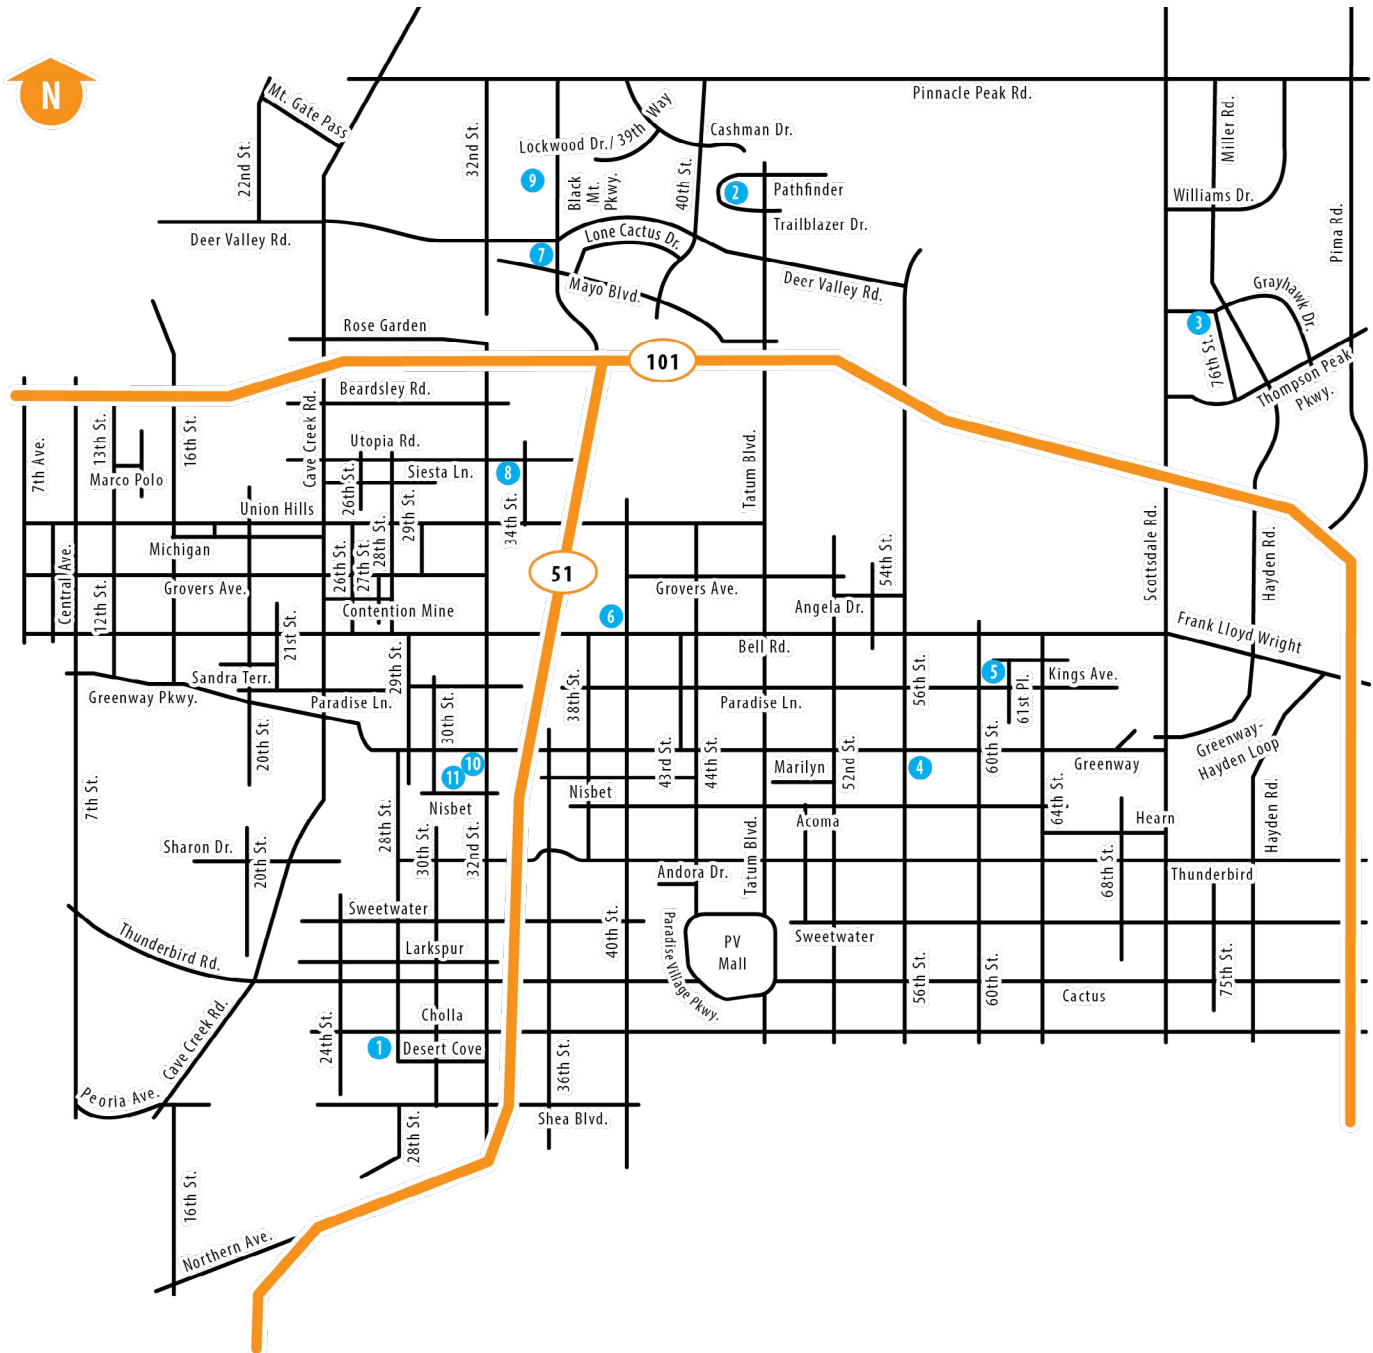 N
Mt. Gate Pass
22nd St.
32nd St.
Lockwood Dr./ 39th Way
Cashman Dr.
Pinnacle Peak Rd.
Miller Rd.
9
Black
Mt.
Pkwy.
40th St.
2
Pathfinder
Trailblazer Dr.
Williams Dr.
Pima Rd.
Deer Valley Rd.
7
Lone Cactus Dr.
Mayo Blvd.
Deer Valley Rd.
Grayhawk Dr.
3
76th St.
Rose Garden
101
Thompson Peak
Pkwy.
Beardsley Rd.
Cave Creek Rd.
7th Ave.
13th St.
16th St.
Marco Polo
Utopia Rd.
Siesta Ln.
8
26th St.
29th St.
34th St.
Tatum Blvd.
Union Hills
28th St.
Michigan
Central Ave.
12th St.
Grovers Ave.
26th St.
27th St.
Contention Mine
51
6
Grovers Ave.
54th St.
Angela Dr.
Scottsdale Rd.
Hayden Rd.
Frank Lloyd Wright
21st St.
Bell Rd.
Sandra Terr.
29th St.
Greenway Pkwy.
Paradise Ln.
30th St.
38th St.
Paradise Ln.
56th St.
5
61st Pl.
Kings Ave.
20th St.
60th St.
Greenway-
Hayden Loop
7th St.
10
11
Nisbet
Nisbet
43rd St.
44th St.
Marilyn
52nd St.
4
Greenway
64th St.
28th St.
30th St.
32nd St.
Acoma
Hearn
Hayden Rd.
Sharon Dr.
20th St.
Andora Dr.
Tatum Blvd.
68th St.
Thunderbird
Thunderbird Rd.
Sweetwater
40th St.
Paradise Village Pkwy.
PV
Mall
Sweetwater
Larkspur
56th St.
60th St.
75th St.
Cactus
Cave Creek Rd.
24th St.
Cholla
1
Desert Cove
36th St.
Peoria Ave.
28th St.
Shea Blvd.
16th St.
Northern Ave.